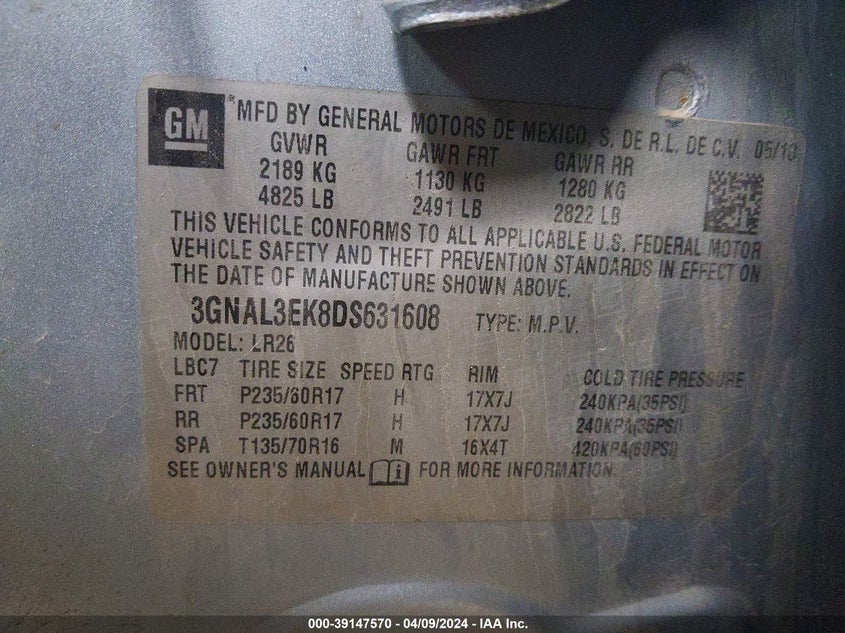 GM ® MFD BY GENERAL MOTORS DE MEXICO, S. DE R.L. DE C.V. 05/13
GVWR GAWR FRT GAWR RR
2189 KG 1130 KG 1280 KG
4825 LB 2491 LB 2822 LB
THIS VEHICLE CONFORMS TO ALL APPLICABLE U.S. FEDERAL MOTOR
VEHICLE SAFETY AND THEFT PREVENTION STANDARDS IN EFFECT ON
THE DATE OF MANUFACTURE SHOWN ABOVE.
3GNAL3EK8DS631608 TYPE: M.P.V.
MODEL: LR26
LBC7 TIRE SIZE SPEED RTG RIM COLD TIRE PRESSURE
FRT P235/60R17 H 17X7J 240KPA(35PSI)
RR P235/60R17 H 17X7J 240KPA(35PSI)
SPA T135/70R16 M 16X4T 420KPA(60PSI)
SEE OWNER'S MANUAL i FOR MORE INFORMATION.
000-39147570 - 04/09/2024 - IAA Inc.